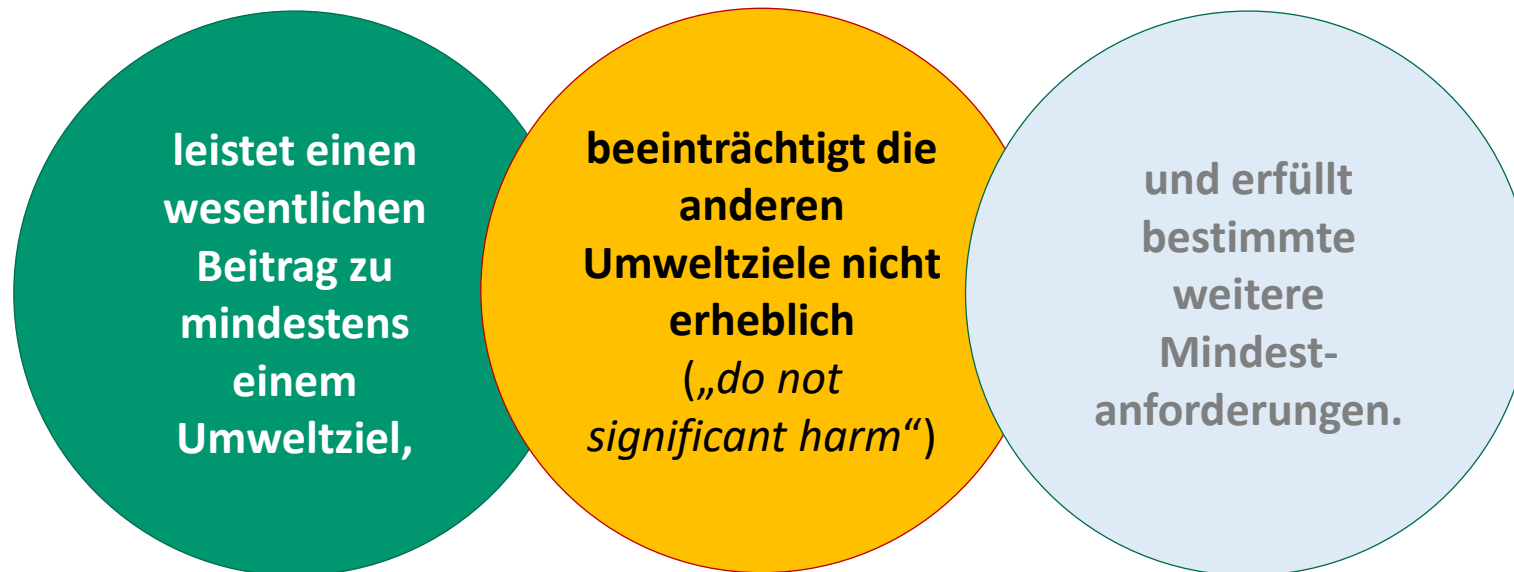 leistet einen
wesentlichen
Beitrag zu
mindestens
einem
Umweltziel,
beeinträchtigt die
anderen
Umweltziele nicht
erheblich
(„do not
significant harm“)
und erfüllt
bestimmte
weitere
Mindest-
anforderungen.